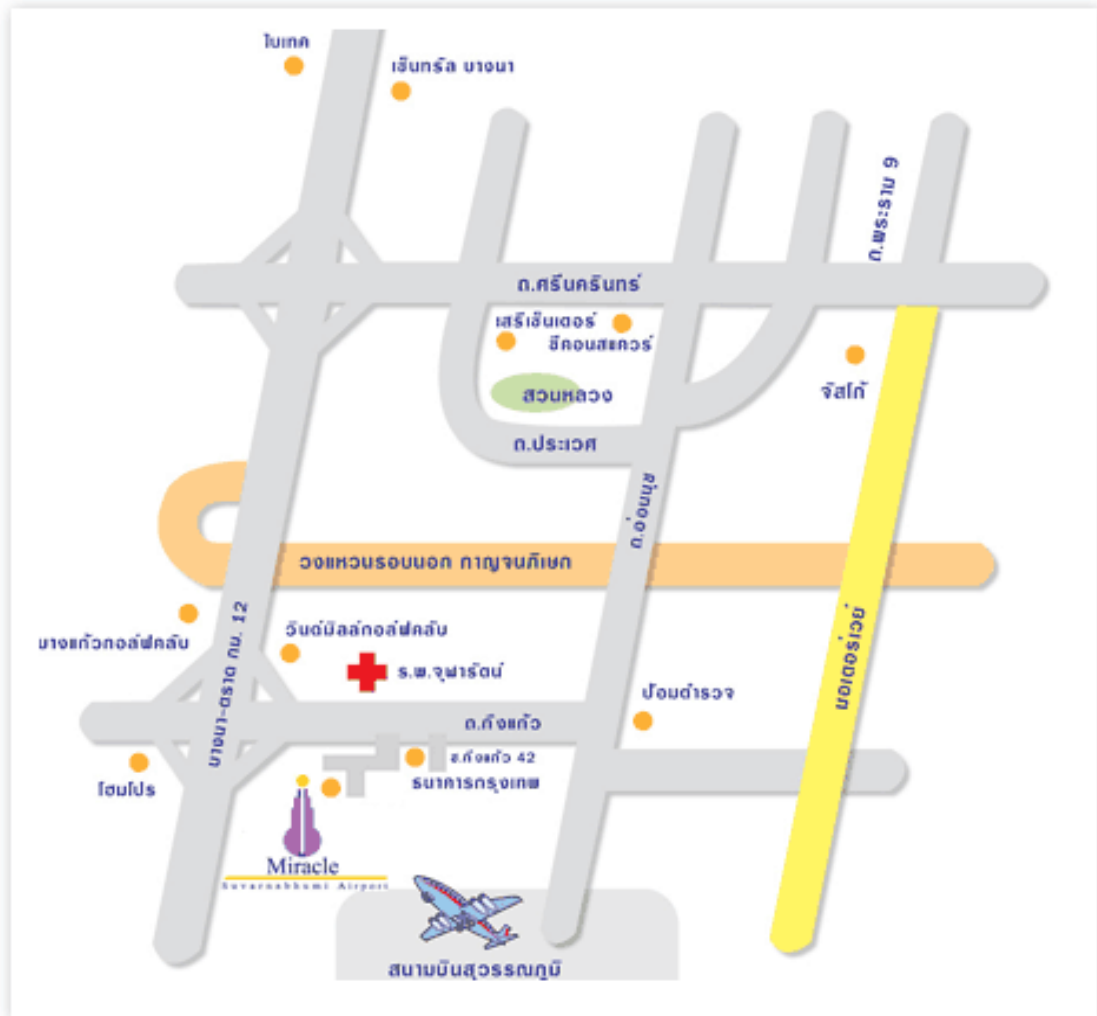 ไบเทค
เซ็นทรัล บางนา
ถ.พระราม 9
ถ.ศรีนครินทร์
เสรีเซ็นเตอร์
ซีคอนสแควร์
สวนหลวง
จัสโก้
ถ.ประเวศ
ถ.อ่อนนุช
วงแหวนรอบนอก กาญจนภิเษก
บางนา-ตราด กม. 12
บางแก้วกอล์ฟคลับ
วินด์มิลล์กอล์ฟคลับ
ร.พ.จุฬารัตน์
มอเตอร์เวย์
ป้อมตำรวจ
ถ.กิ่งแก้ว
ซ.กิ่งแก้ว 42
ธนาคารกรุงเทพ
โฮมโปร
Miracle
Suvarnabhumi Airport
สนามบินสุวรรณภูมิ